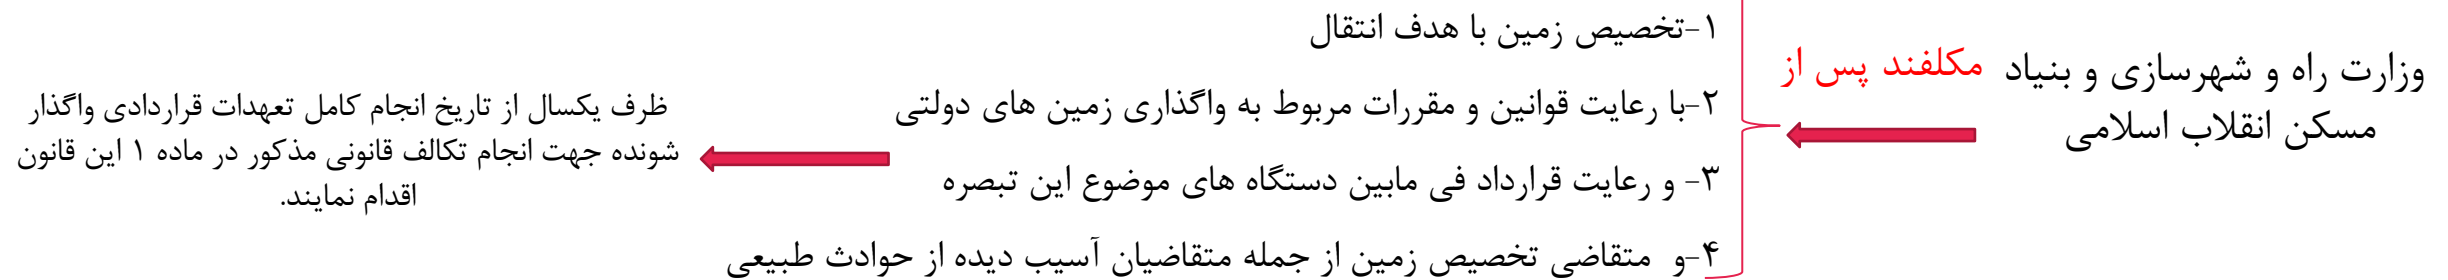 وزارت راه و شهرسازی و بنیاد مکلفند پس از
مسکن انقلاب اسلامی
۱-تخصیص زمین با هدف انتقال
۲-با رعایت قوانین و مقررات مربوط به واگذاری زمین های دولتی
۳- و رعایت قرارداد فی مابین دستگاه های موضوع این تبصره
۴-و متقاضی تخصیص زمین از جمله متقاضیان آسیب دیده از حوادث طبیعی
ظرف یکسال از تاریخ انجام کامل تعهدات قراردادی واگذار
شونده جهت انجام تکالف قانونی مذکور در ماده ۱ این قانون
اقدام نمایند.